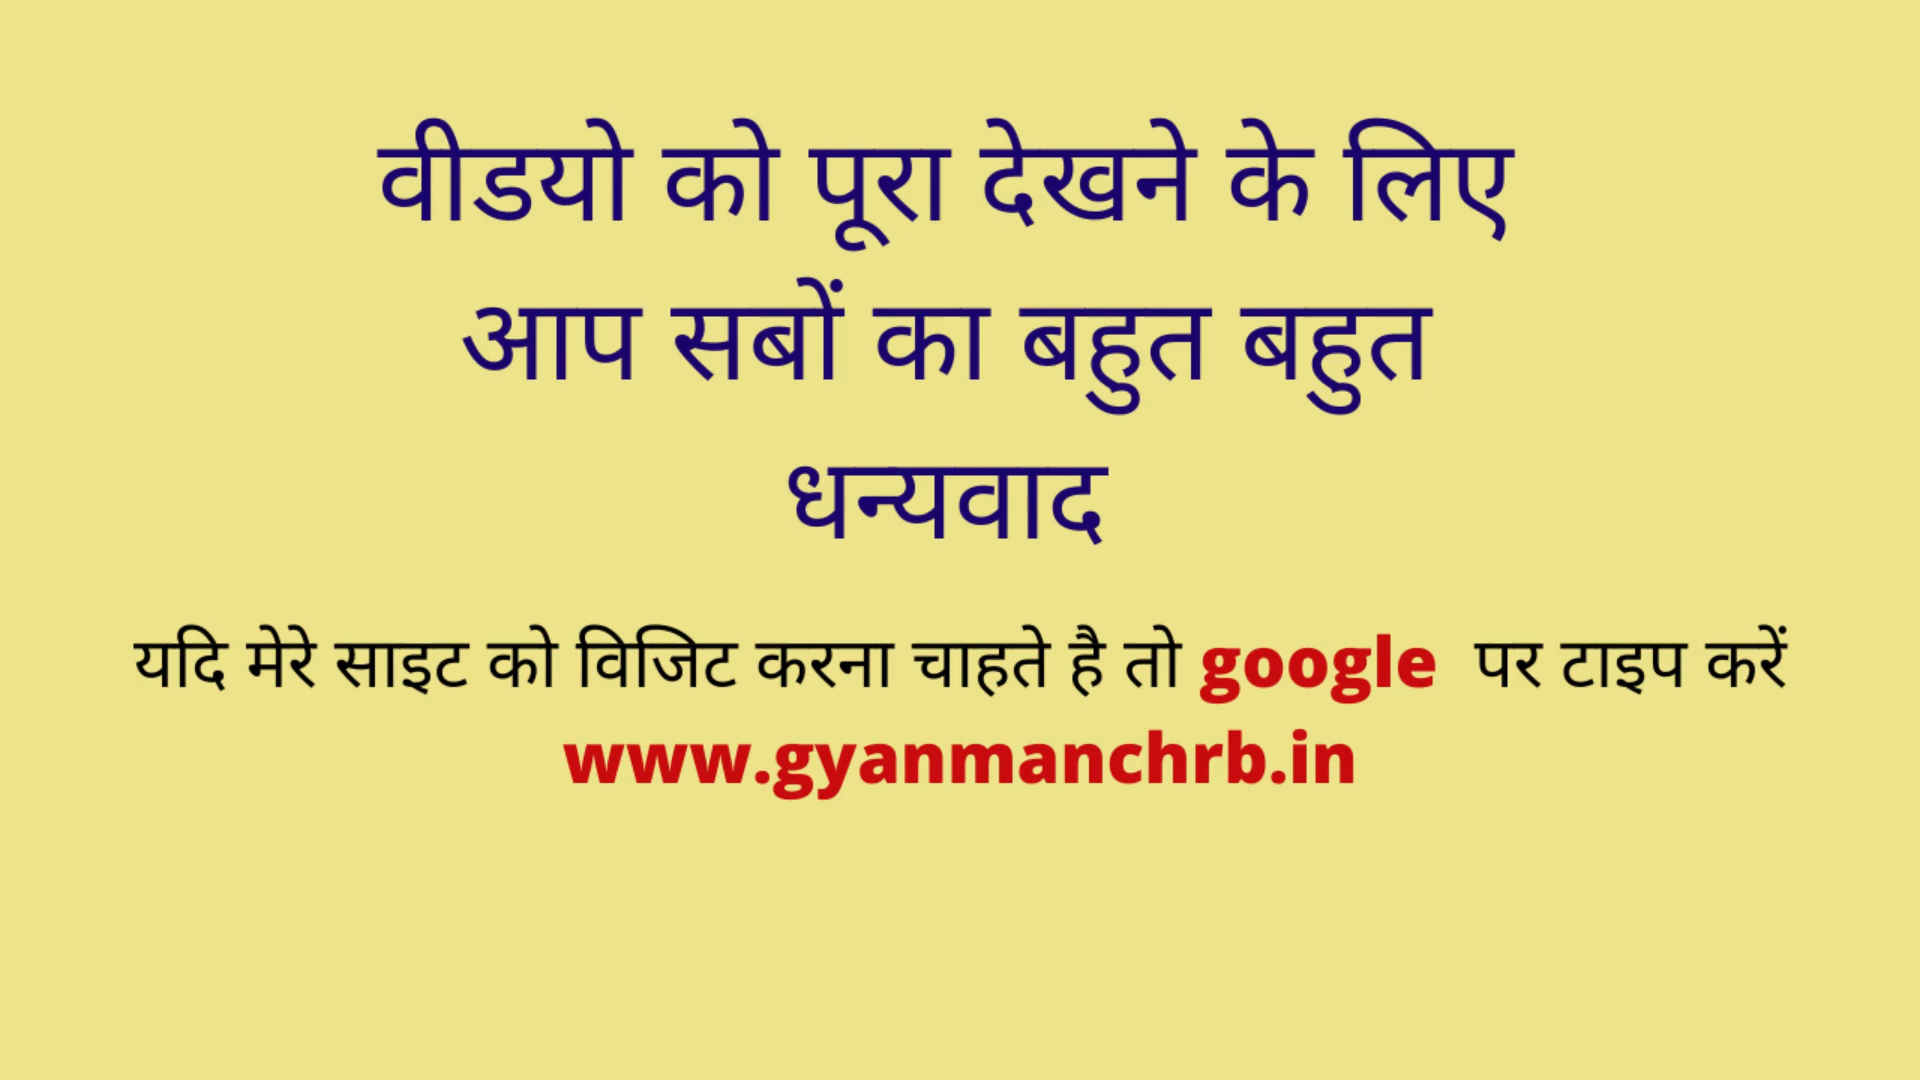 वीडयो को पूरा देखने के लिए
आप सबों का बहुत बहुत
धन्यवाद
यदि मेरे साइट को विजिट करना चाहते है तो google पर टाइप करें
www.gyanmanchrb.in